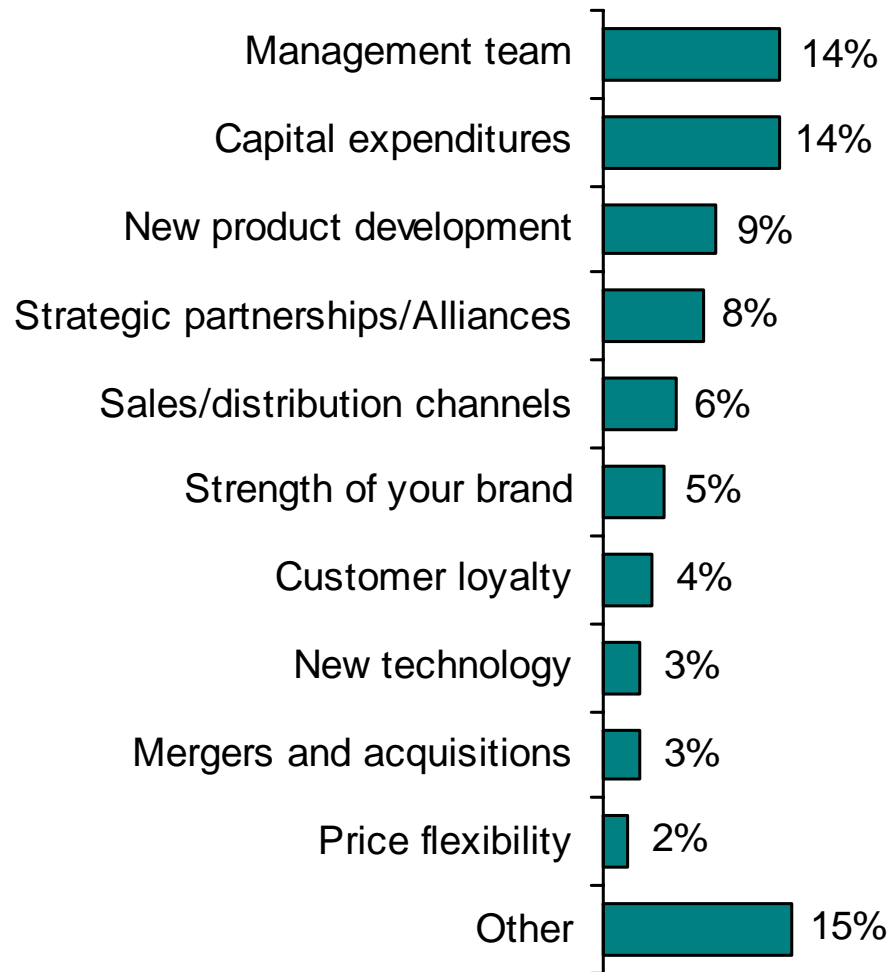 Management team 14%
Capital expenditures 14%
New product development 9%
Strategic partnerships/Alliances 8%
Sales/distribution channels 6%
Strength of your brand 5%
Customer loyalty 4%
New technology 3%
Mergers and acquisitions 3%
Price flexibility 2%
Other 15%